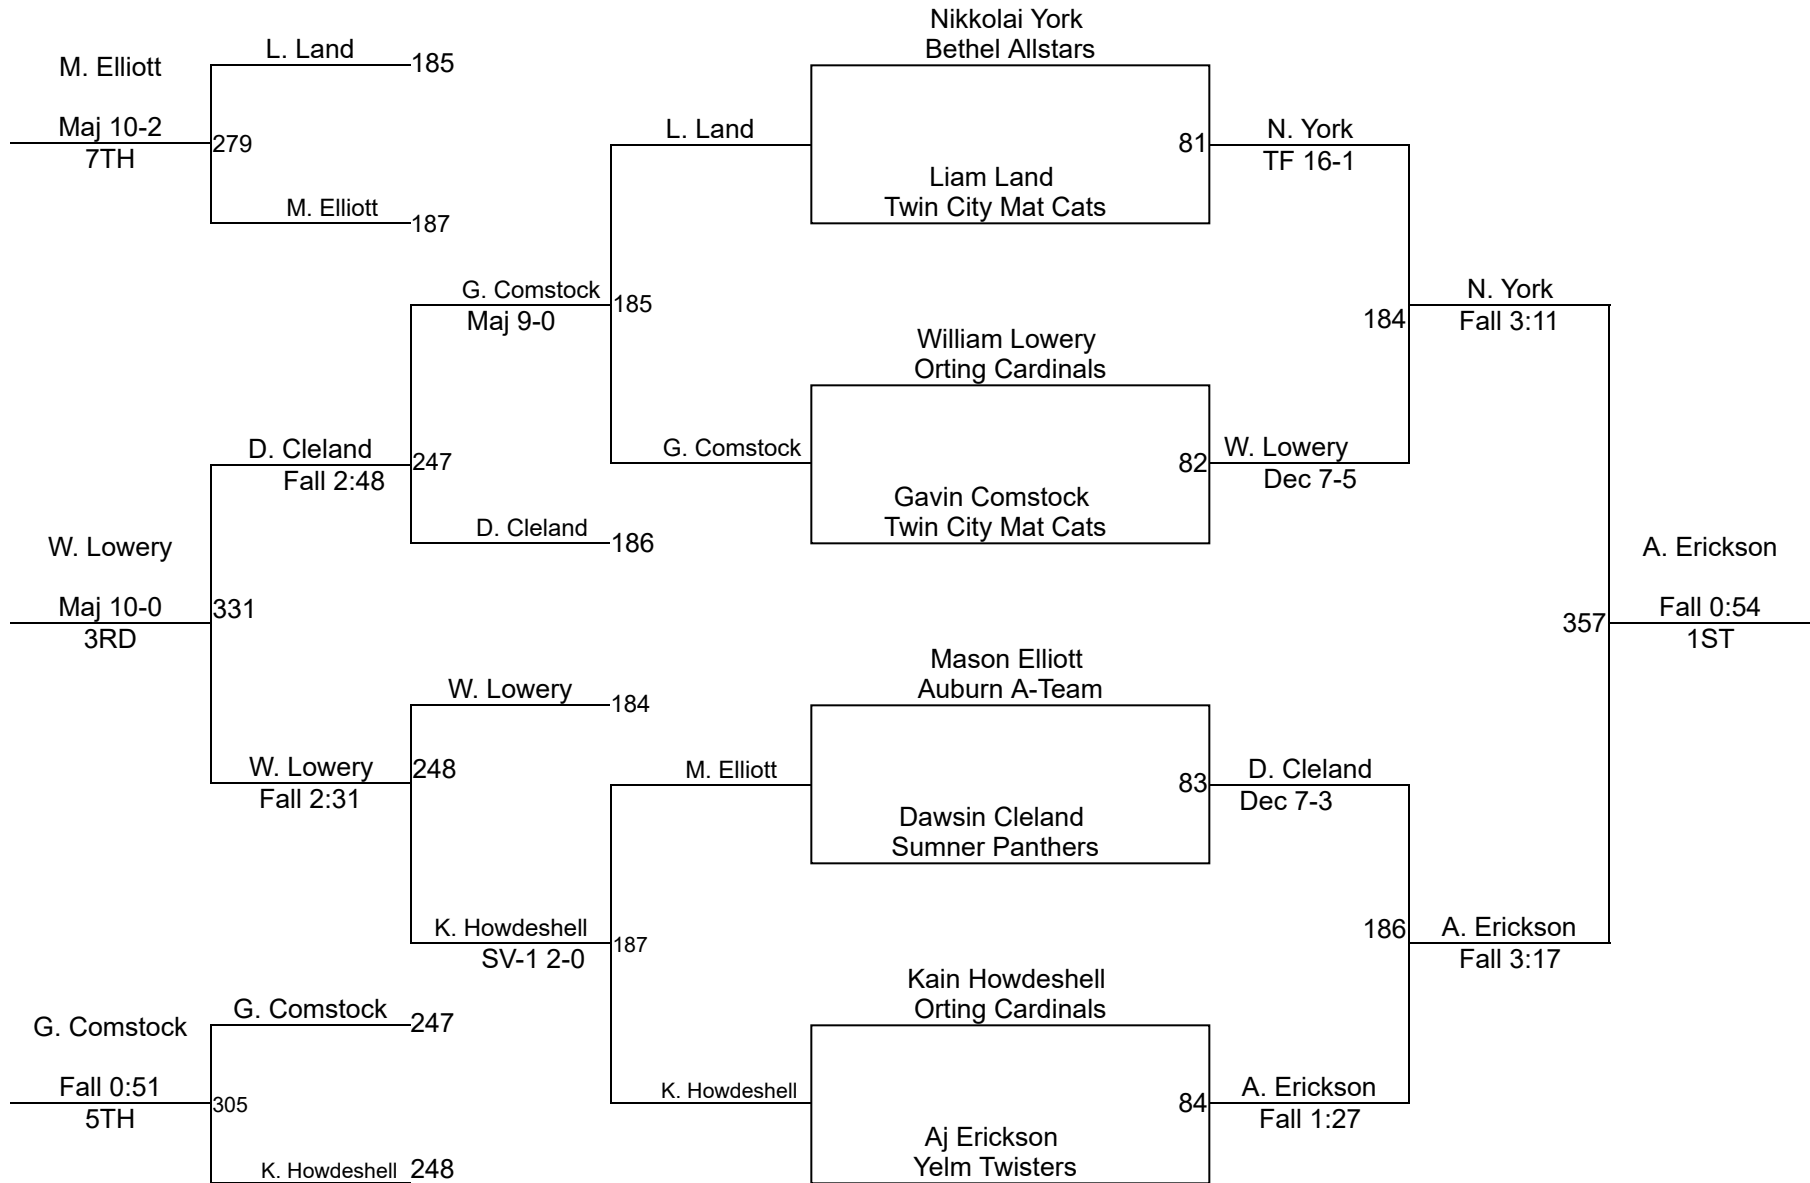 Nikkolai York
Bethel Allstars
L. Land
185
M. Elliott
Maj 10-2
279
7TH
L. Land
81
N. York
TF 16-1
Liam Land
Twin City Mat Cats
M. Elliott
187
G. Comstock
185
Maj 9-0
N. York
184
Fall 3:11
William Lowery
Orting Cardinals
D. Cleland
247
Fall 2:48
G. Comstock
82
W. Lowery
Dec 7-5
Gavin Comstock
Twin City Mat Cats
D. Cleland
186
W. Lowery
A. Erickson
Maj 10-0
331
3RD
357
Fall 0:54
1ST
Mason Elliott
Auburn A-Team
W. Lowery
184
W. Lowery
248
Fall 2:31
M. Elliott
83
D. Cleland
Dec 7-3
Dawsin Cleland
Sumner Panthers
K. Howdeshell
187
SV-1 2-0
186
A. Erickson
Fall 3:17
Kain Howdeshell
Orting Cardinals
G. Comstock
247
G. Comstock
Fall 0:51
305
5TH
K. Howdeshell
84
A. Erickson
Fall 1:27
Aj Erickson
Yelm Twisters
K. Howdeshell
248